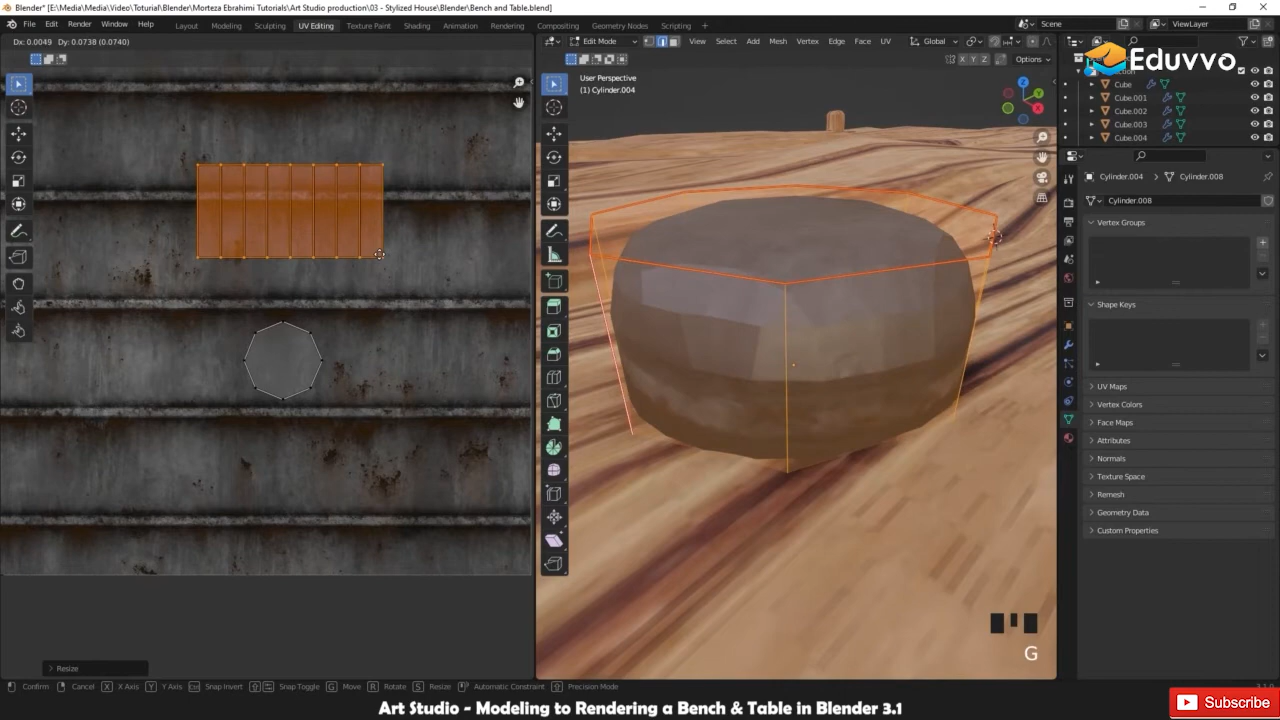 Blender* [E:\Media\Media\Video\Toturial\Blender\Morteza Ebrahimi Tutorials\Art Studio production\03 - Stylized House\Blender\Bench and Table.blend]
File Edit Render Window Help Layout Modeling Sculpting UV Editing Texture Paint Shading Animation Rendering Compositing Geometry Nodes Scripting + Scene ViewLayer
Dx: 0.0049 Dy: 0.0738 (0.0740)
Edit Mode View Select Add Mesh Vertex Edge Face UV Global
X Y Z Options
Eduvvo
User Perspective
(1) Cylinder.004
Z
Y
X
Cube
Cube.001
Cube.002
Cube.003
Cube.004
Cylinder.004 > Cylinder.008
Cylinder.008
Vertex Groups
Shape Keys
UV Maps
Vertex Colors
Face Maps
Attributes
Normals
Texture Space
Remesh
Geometry Data
Custom Properties
G
> Resize
Confirm Cancel X X Axis Y Y Axis Snap Invert Snap Toggle G Move R Rotate S Resize Automatic Constraint Precision Mode
Subscribe
Art Studio - Modeling to Rendering a Bench & Table in Blender 3.1